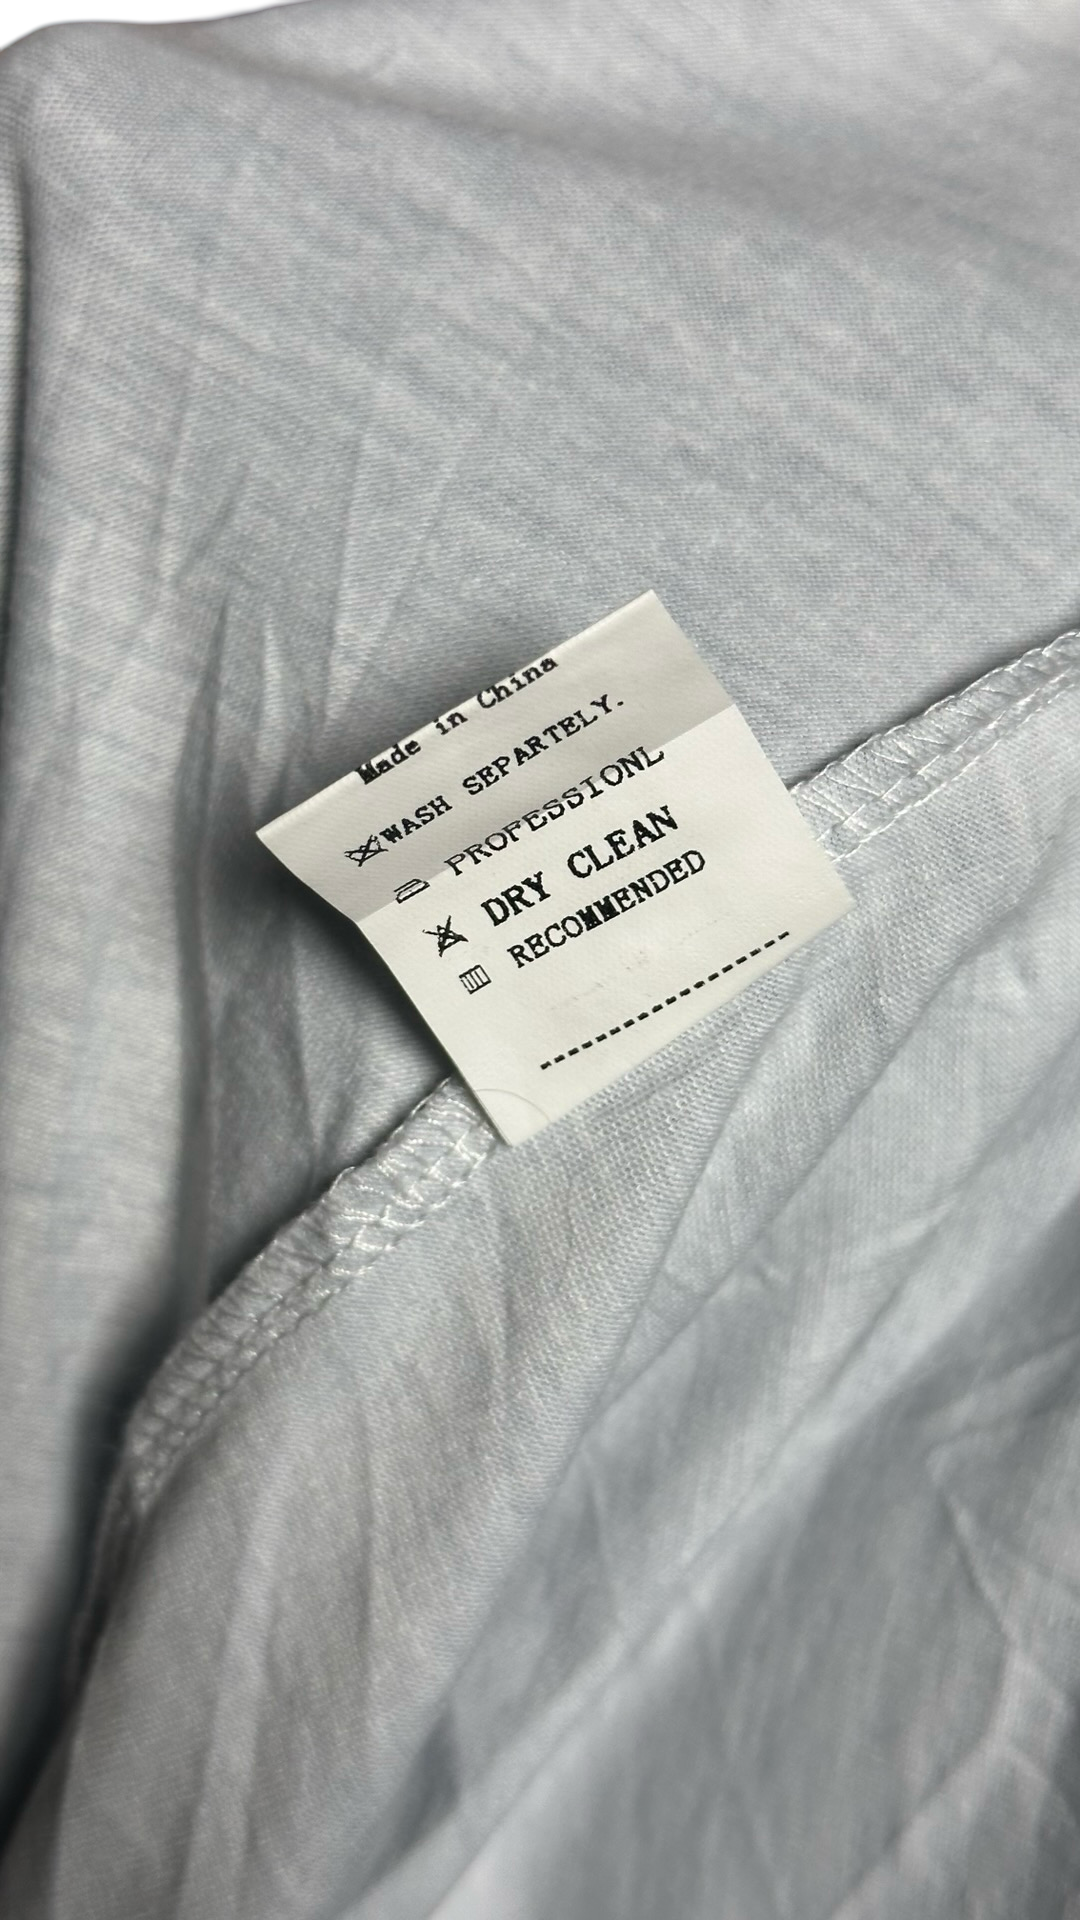 Made in China
WASH SEPARTELY.
PROFESSIONL
DRY CLEAN
RECOMMENDED